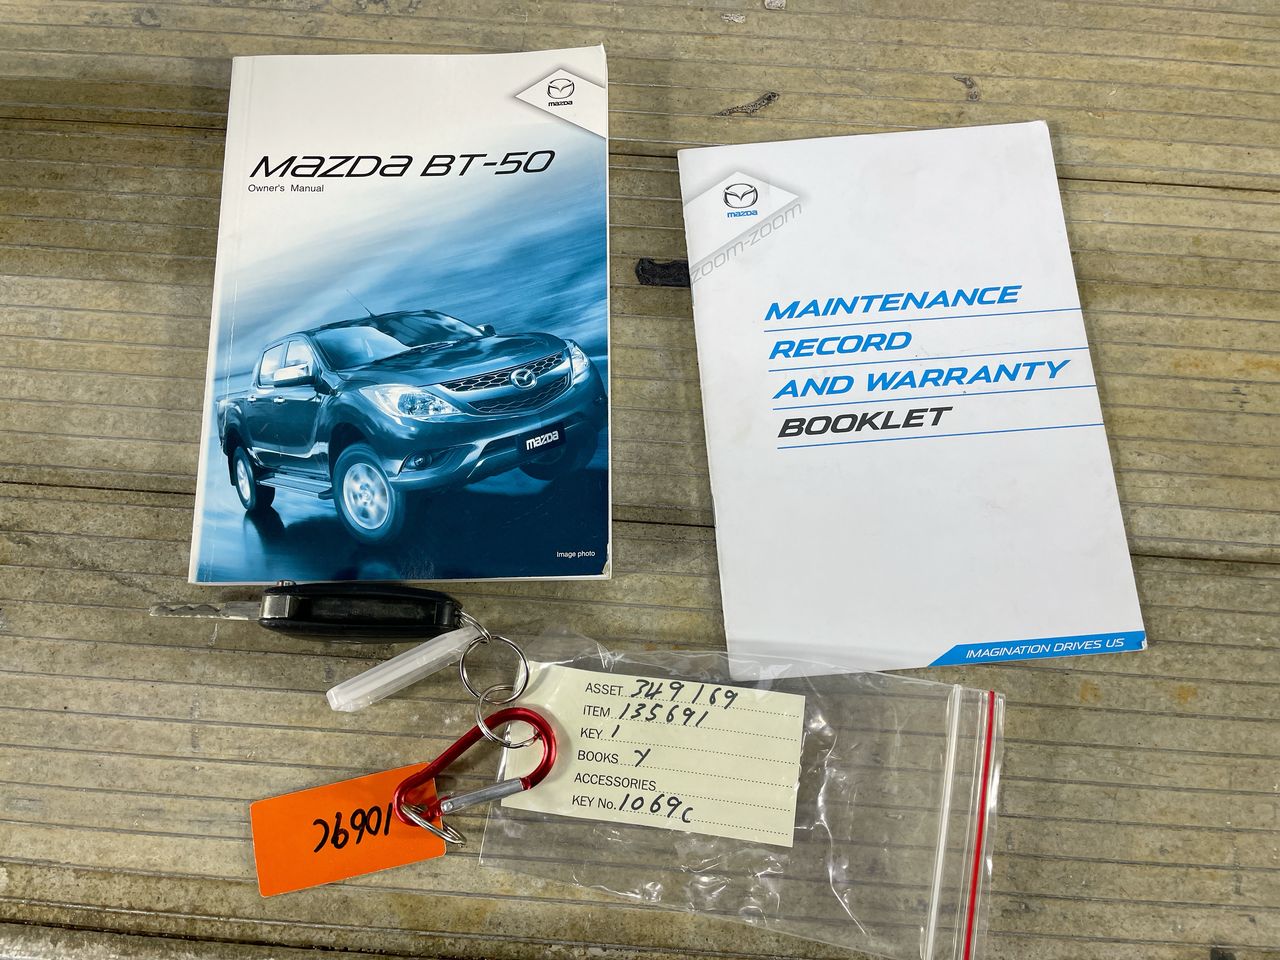 mazda
MAZDA BT-50
Owner's Manual
mazda
Image photo
mazda
zoom-zoom
MAINTENANCE
RECORD
AND WARRANTY
BOOKLET
IMAGINATION DRIVES US
ASSET 349169
ITEM 135691
KEY 1
BOOKS Y
ACCESSORIES
KEY No. 1069C
1069C